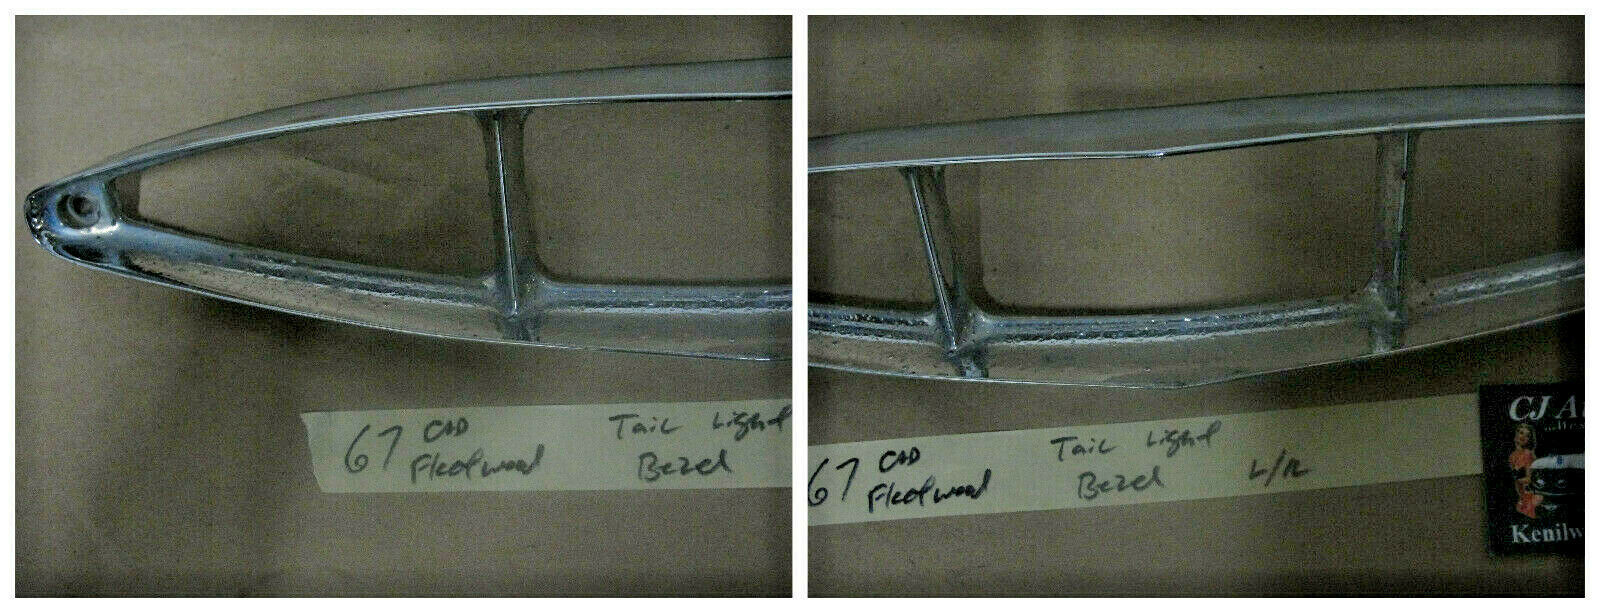 67 CAD Tail Light
Fleetwood Bezel
67 CAD Tail Light
Fleetwood Bezel L/R
CJ
Kenilw